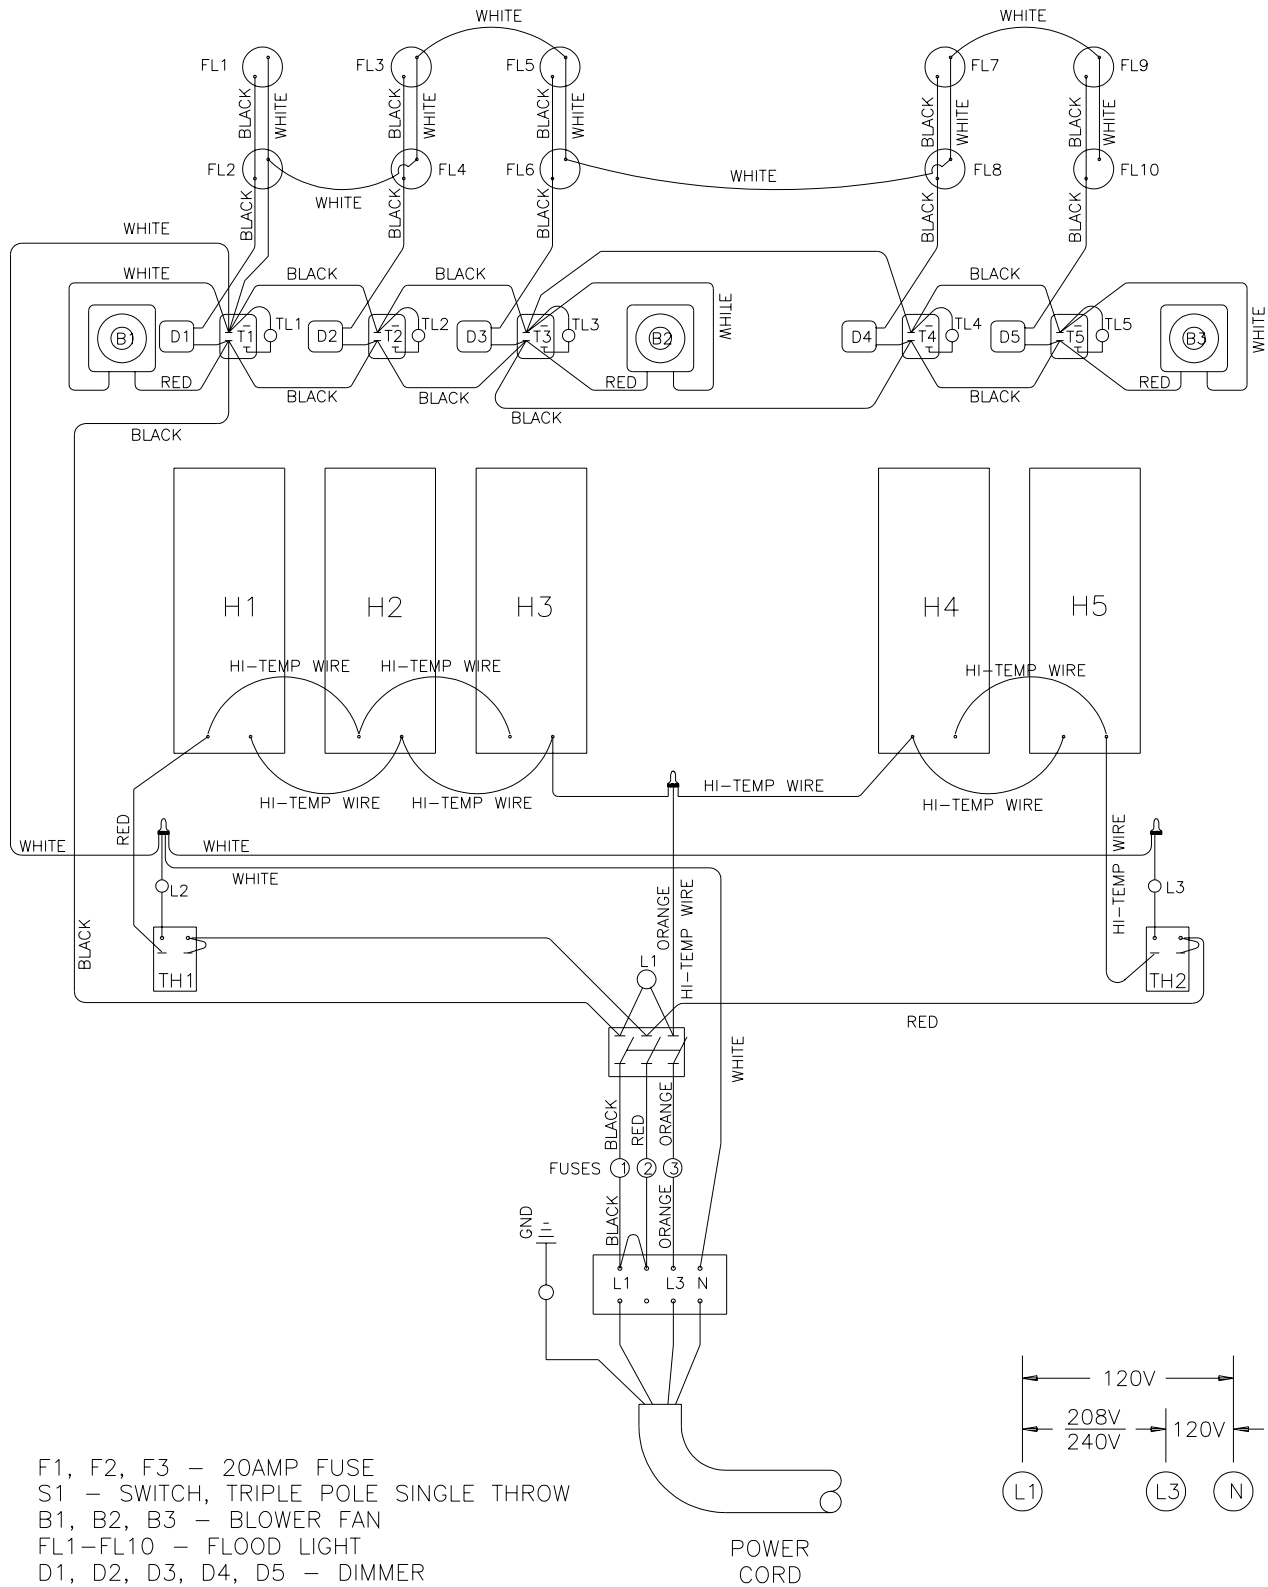 WHITE
FL1
FL3
FL5
FL7
FL9
BLACK
WHITE
BLACK
WHITE
BLACK
WHITE
BLACK
WHITE
BLACK
WHITE
FL2
FL4
FL6
FL8
FL10
WHITE
WHITE
BLACK
BLACK
BLACK
BLACK
BLACK
WHITE
WHITE
BLACK
BLACK
BLACK
WHITE
WHITE
B1
D1
T1
TL1
D2
T2
TL2
D3
T3
TL3
B2
D4
T4
TL4
D5
T5
TL5
B3
RED
BLACK
BLACK
RED
BLACK
BLACK
RED
BLACK
H1
H2
H3
H4
H5
HI-TEMP WIRE
HI-TEMP WIRE
HI-TEMP WIRE
HI-TEMP WIRE
HI-TEMP WIRE
HI-TEMP WIRE
HI-TEMP WIRE
RED
WHITE
WHITE
WHITE
L2
L3
HI-TEMP WIRE
ORANGE
HI-TEMP WIRE
BLACK
L1
TH1
TH2
RED
WHITE
BLACK
RED
ORANGE
FUSES
1
2
3
BLACK
ORANGE
GND
L1
L3
N
120V
208V
240V
120V
L1
L3
N
F1, F2, F3 - 20AMP FUSE
S1 - SWITCH, TRIPLE POLE SINGLE THROW
B1, B2, B3 - BLOWER FAN
FL1-FL10 - FLOOD LIGHT
D1, D2, D3, D4, D5 - DIMMER
POWER
CORD